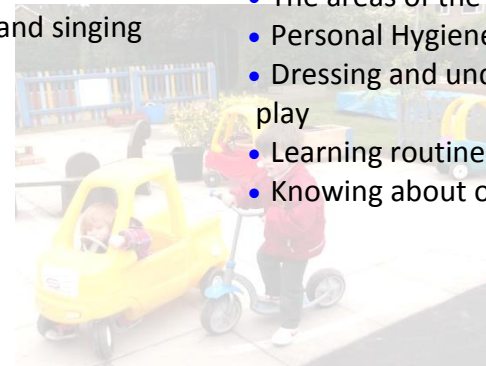 and singing
• The areas of the
• Personal Hygiene
• Dressing and und
play
• Learning routine
• Knowing about o